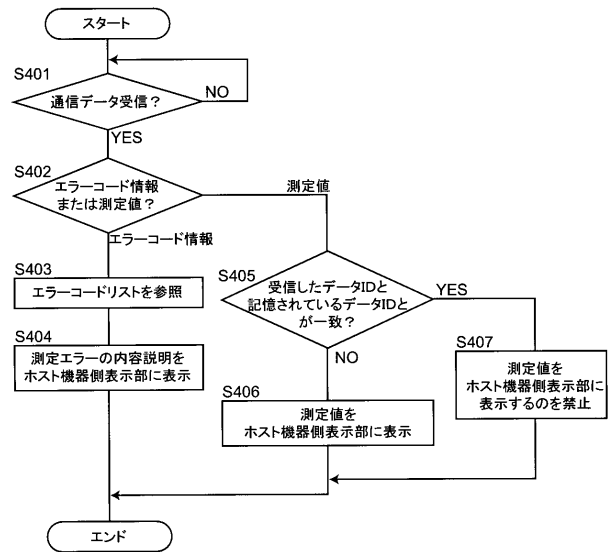 スタート
S401
通信データ受信？
NO
YES
S402
エラーコード情報
または測定値？
測定値
エラーコード情報
S403
エラーコードリストを参照
S404
測定エラーの内容説明を
ホスト機器側表示部に表示
S405
受信したデータIDと
記憶されているデータIDと
が一致？
YES
NO
S406
測定値を
ホスト機器側表示部に表示
S407
測定値を
ホスト機器側表示部に
表示するのを禁止
エンド